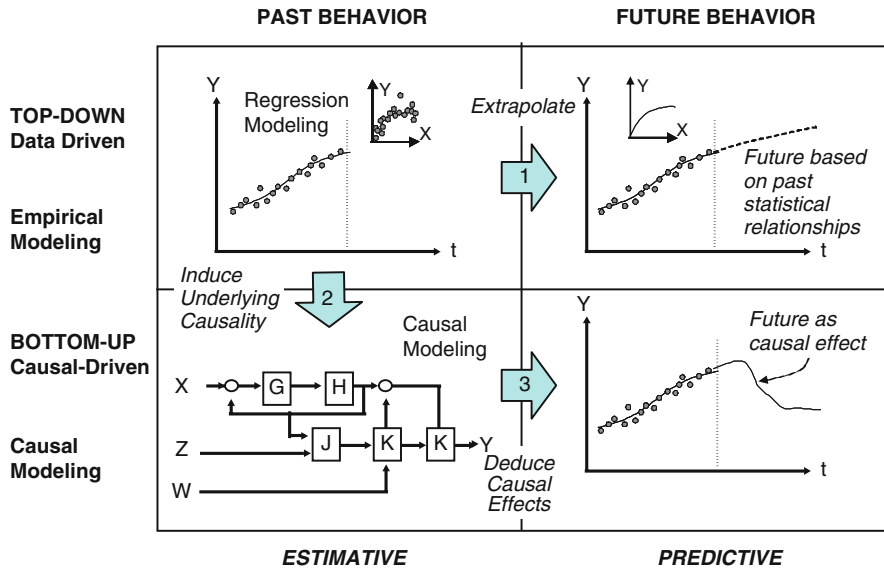 PAST BEHAVIOR
FUTURE BEHAVIOR
TOP-DOWN
Data Driven
Empirical
Modeling
Y
Regression
Modeling
Y
X
t
Extrapolate
1
Y
Y
X
Future based
on past
statistical
relationships
t
Induce
Underlying
Causality
2
BOTTOM-UP
Causal-Driven
Causal
Modeling
Causal
Modeling
X
G
H
Z
J
K
K
Y
W
3
Deduce
Causal
Effects
Y
Future as
causal effect
t
ESTIMATIVE
PREDICTIVE